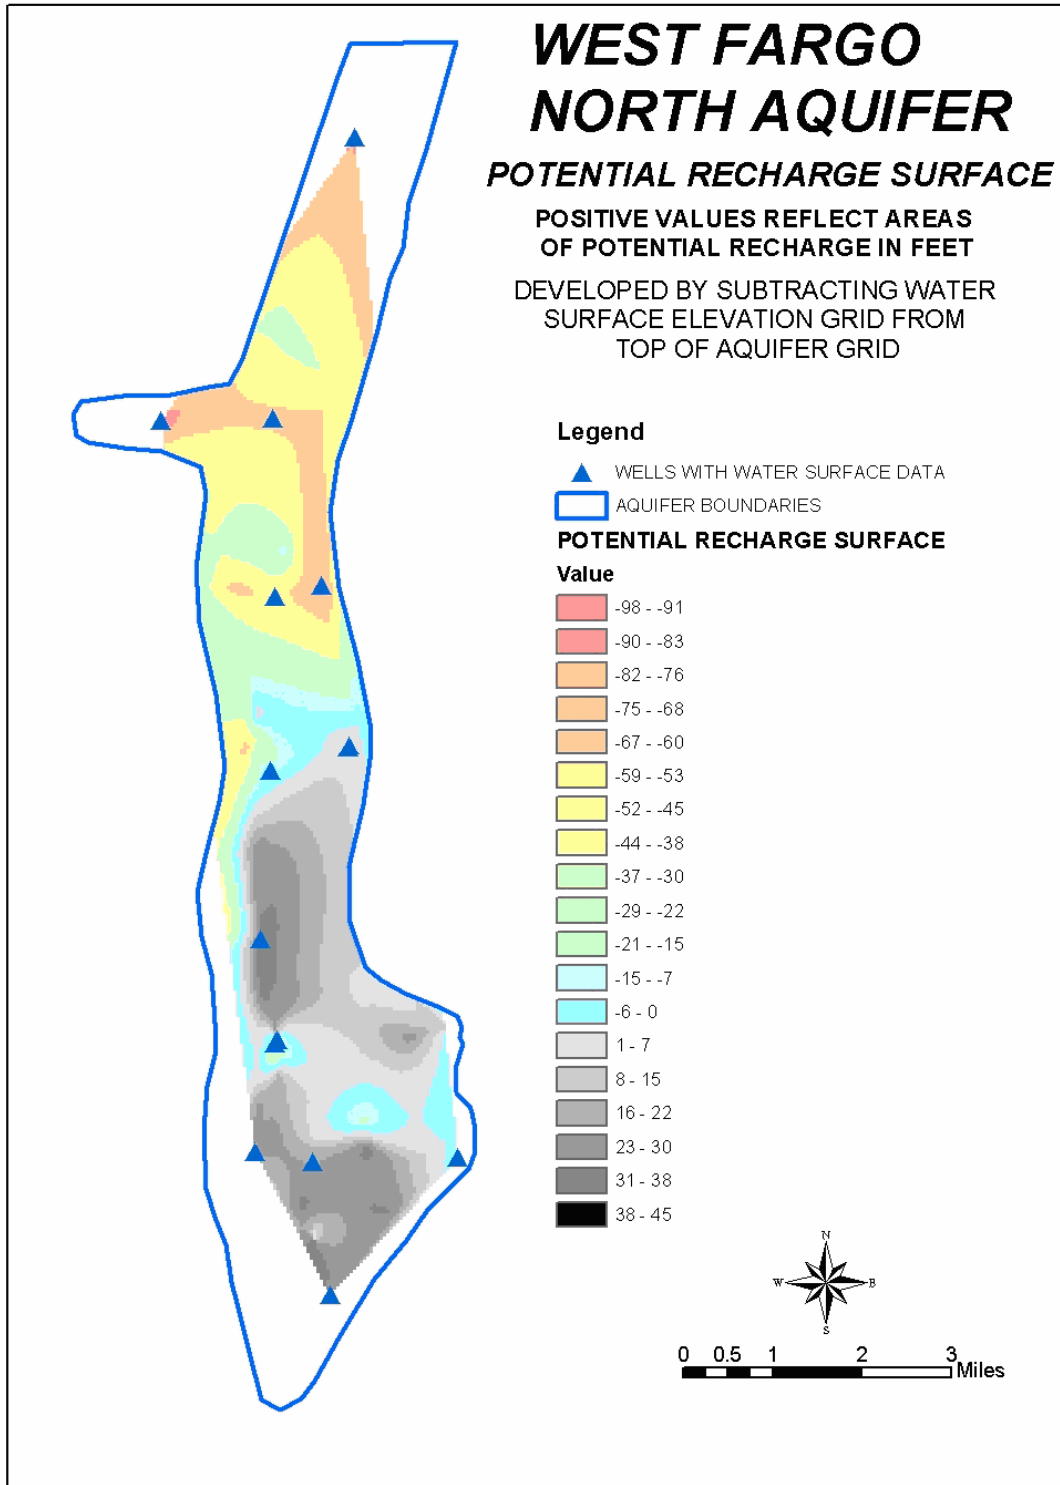 WEST FARGO
NORTH AQUIFER
POTENTIAL RECHARGE SURFACE
POSITIVE VALUES REFLECT AREAS
OF POTENTIAL RECHARGE IN FEET
DEVELOPED BY SUBTRACTING WATER
SURFACE ELEVATION GRID FROM
TOP OF AQUIFER GRID
Legend
WELLS WITH WATER SURFACE DATA
AQUIFER BOUNDARIES
POTENTIAL RECHARGE SURFACE
Value
-98 - -91
-90 - -83
-82 - -76
-75 - -68
-67 - -60
-59 - -53
-52 - -45
-44 - -38
-37 - -30
-29 - -22
-21 - -15
-15 - -7
-6 - 0
1 - 7
8 - 15
16 - 22
23 - 30
31 - 38
38 - 45
N
W E
S
0 0.5 1 2 3
Miles